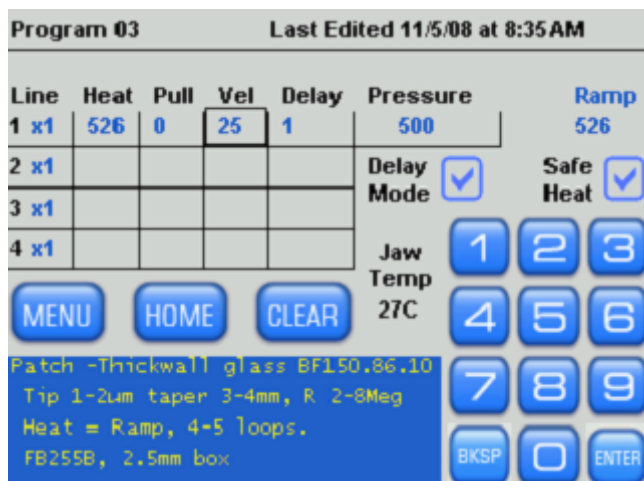 Program 03 Last Edited 11/5/08 at 8:35AM
Line Heat Pull Vel Delay Pressure Ramp
1 x1 526 0 25 1 500 526
2 x1
Delay Mode
Safe Heat
3 x1
4 x1
Jaw Temp
27C
1 2 3
MENU HOME CLEAR
4 5 6
Patch -Thickwall glass BF150.86.10
Tip 1-2um taper 3-4mm, R 2-8Meg
Heat = Ramp, 4-5 loops.
FB255B, 2.5mm box
7 8 9
BKSP 0 ENTER